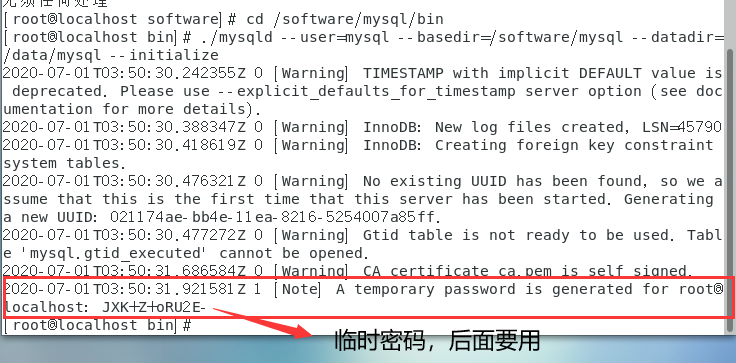 [root@localhost software]# cd /software/mysql/bin
[root@localhost bin]# ./mysqld --user=mysql --basedir=/software/mysql --datadir=
/data/mysql --initialize
2020-07-01T03:50:30.242355Z 0 [Warning] TIMESTAMP with implicit DEFAULT value is
 deprecated. Please use --explicit_defaults_for_timestamp server option (see doc
umentation for more details).
2020-07-01T03:50:30.388347Z 0 [Warning] InnoDB: New log files created, LSN=45790
2020-07-01T03:50:30.418619Z 0 [Warning] InnoDB: Creating foreign key constraint
system tables.
2020-07-01T03:50:30.476321Z 0 [Warning] No existing UUID has been found, so we a
ssume that this is the first time that this server has been started. Generating
a new UUID: 021174ae-bb4e-11ea-8216-5254007a85ff.
2020-07-01T03:50:30.477272Z 0 [Warning] Gtid table is not ready to be used. Tabl
e 'mysql.gtid_executed' cannot be opened.
2020-07-01T03:50:31.686584Z 0 [Warning] CA certificate ca.pem is self signed.
2020-07-01T03:50:31.921581Z 1 [Note] A temporary password is generated for root@
localhost: JXK+Z+oRU2E-
[root@localhost bin]#
临时密码，后面要用